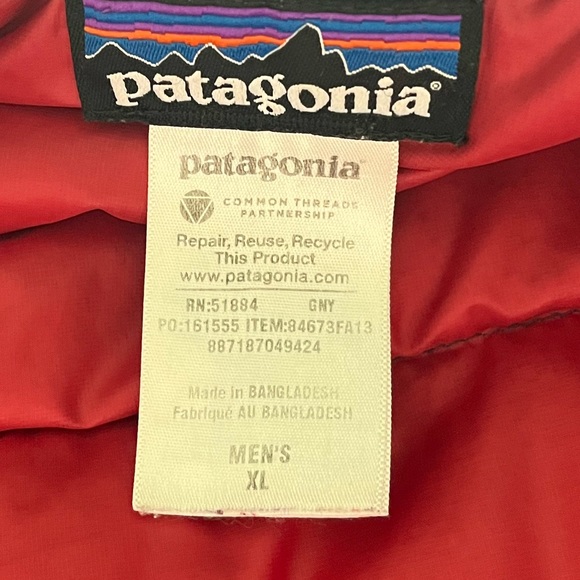 patagonia®
patagonia
COMMON THREADS
PARTNERSHIP
Repair, Reuse, Recycle
This Product
www.patagonia.com
RN:51884 GNY
PO:161555 ITEM:84673FA13
887187049424
Made in BANGLADESH
Fabriqué AU BANGLADESH
MEN'S
XL